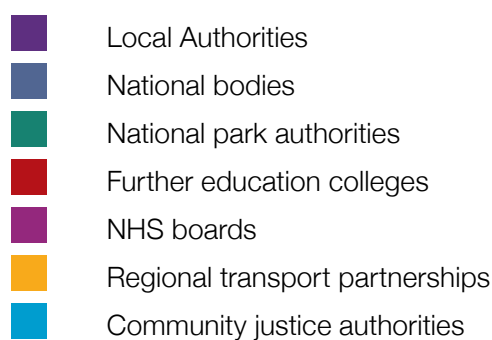 Local Authorities
National bodies
National park authorities
Further education colleges
NHS boards
Regional transport partnerships
Community justice authorities